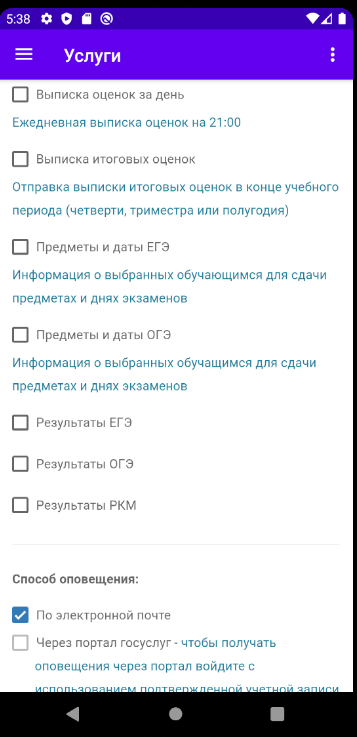 5:38
Услуги
Выписка оценок за день
Ежедневная выписка оценок на 21:00
Выписка итоговых оценок
Отправка выписки итоговых оценок в конце учебного
периода (четверти, триместра или полугодия)
Предметы и даты ЕГЭ
Информация о выбранных обучающимся для сдачи
предметах и днях экзаменов
Предметы и даты ОГЭ
Информация о выбранных обучащимся для сдачи
предметах и днях экзаменов
Результаты ЕГЭ
Результаты ОГЭ
Результаты РКМ
Способ оповещения:
По электронной почте
Через портал госуслуг - чтобы получать
оповещения через портал войдите с
использованием подтвержденной учетной записи